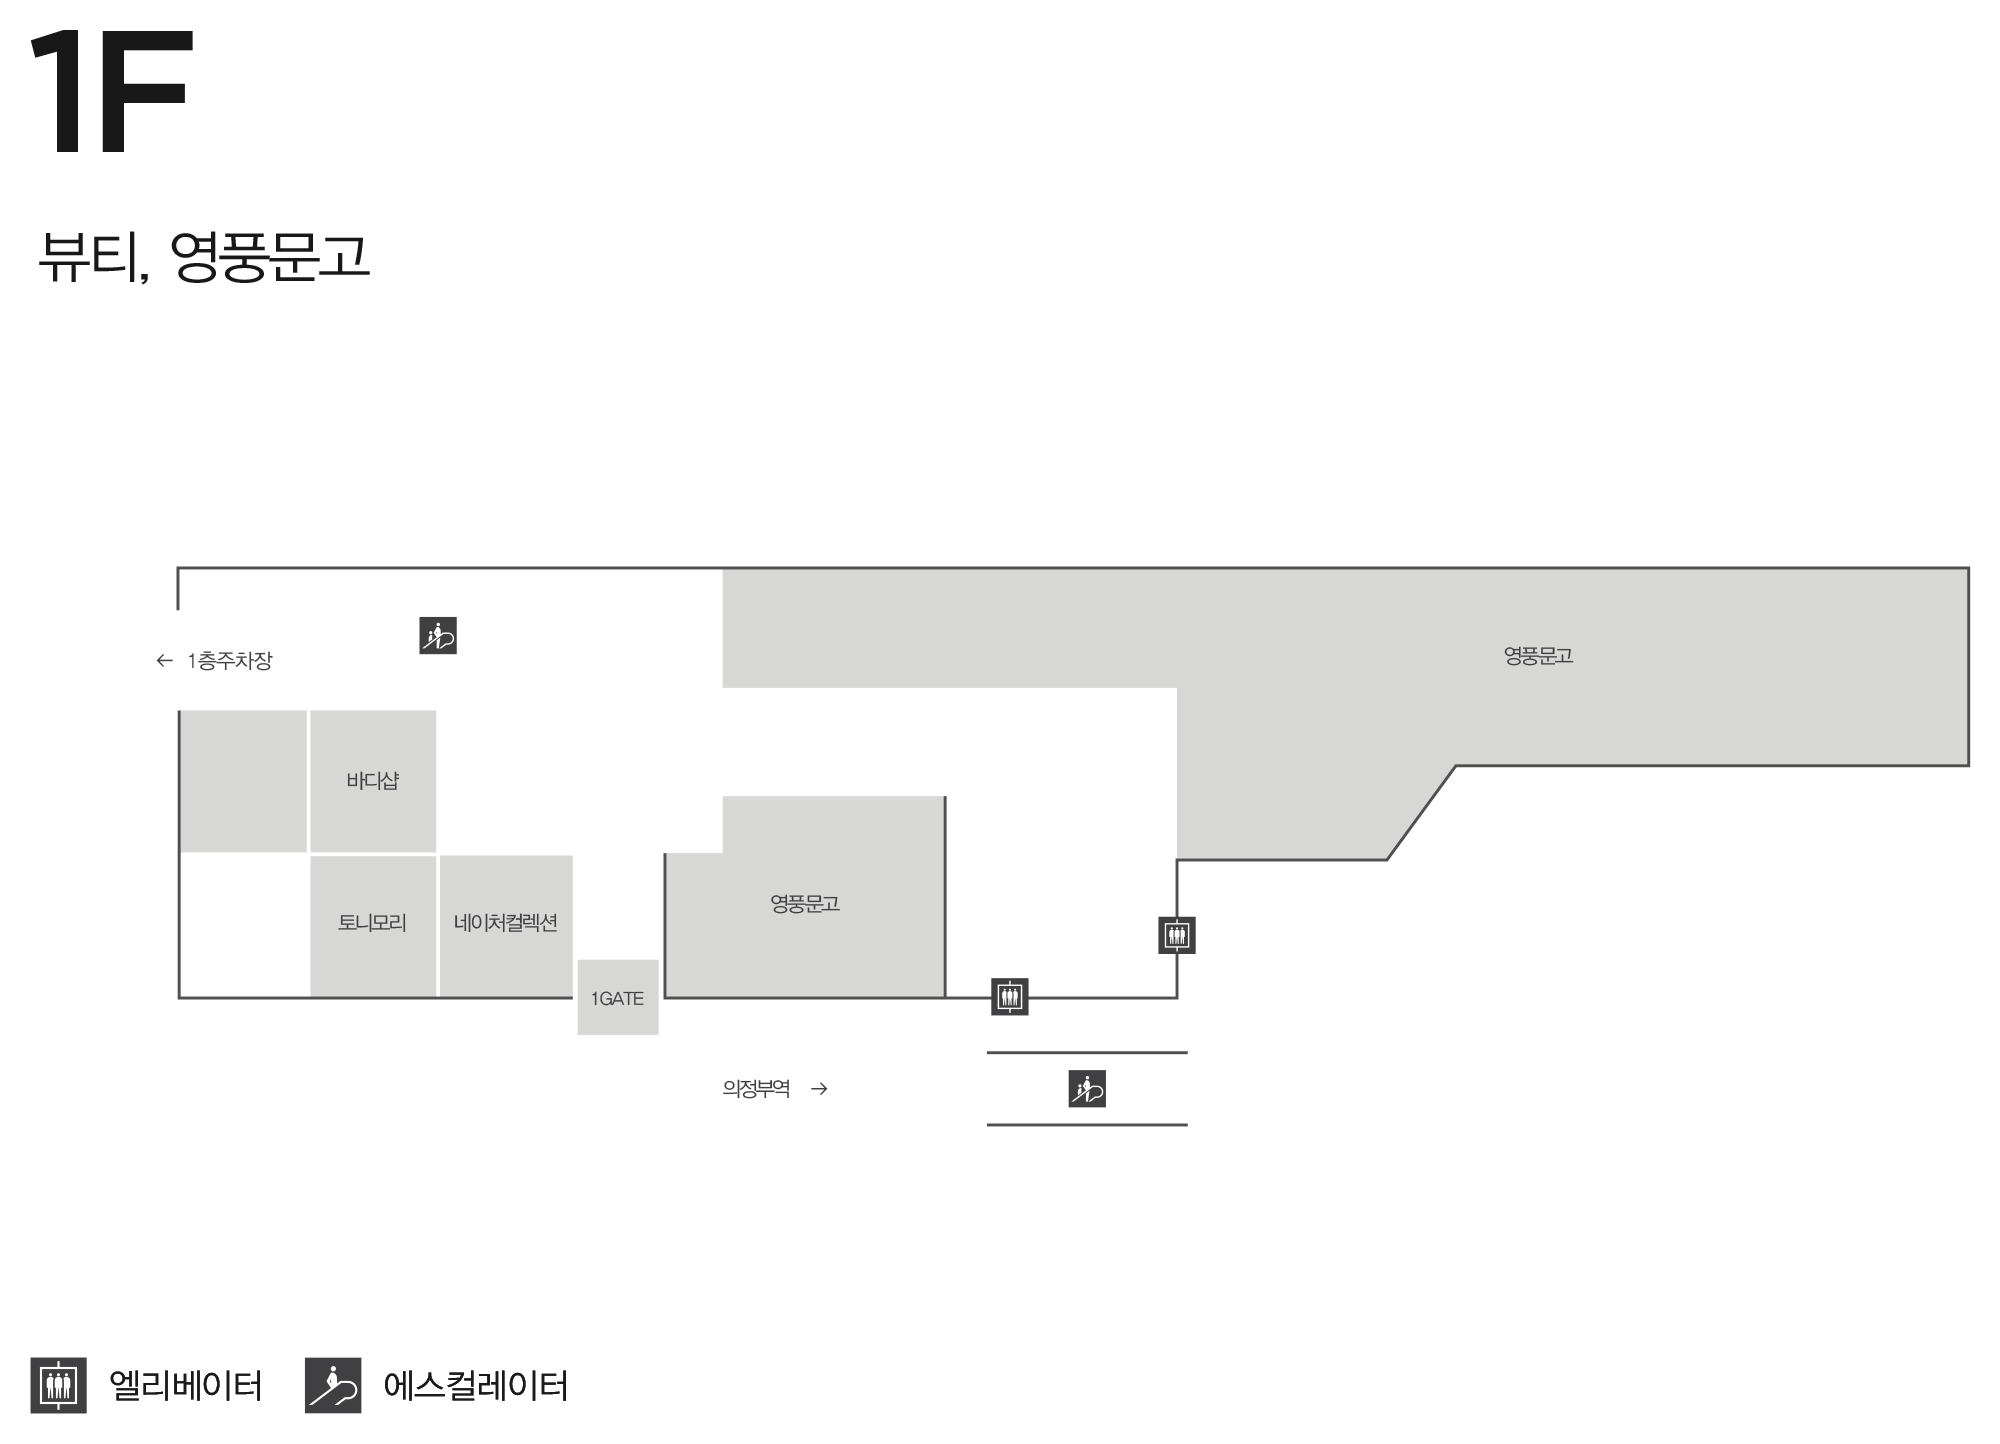 1F
뷰티, 영풍문고
영풍문고
← 1층주차장
바디샵
토니모리
네이처컬렉션
영풍문고
1GATE
의정부역 →
엘리베이터
에스컬레이터